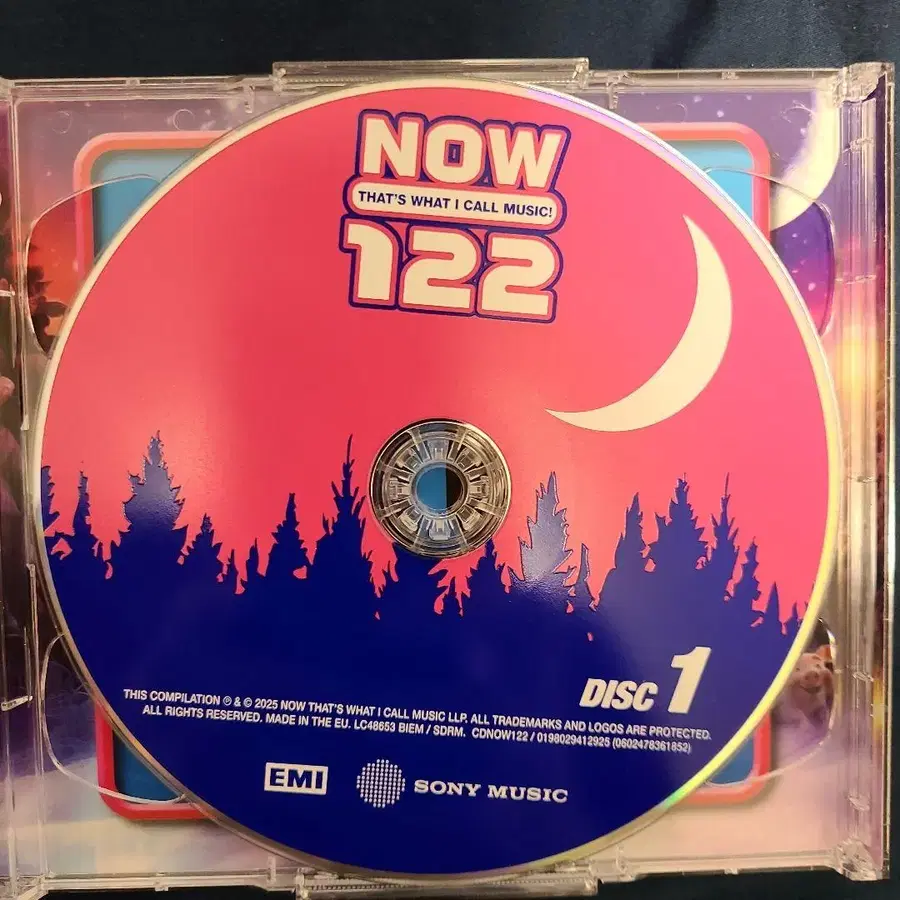 NOW
THAT'S WHAT I CALL MUSIC!
122
DISC 1
THIS COMPILATION ℗ & © 2025 NOW THAT'S WHAT I CALL MUSIC LLP. ALL TRADEMARKS AND LOGOS ARE PROTECTED.
ALL RIGHTS RESERVED. MADE IN THE EU. LC48653 BIEM / SDRM. CDNOW122 / 0198029412925 (0602478361852)
EMI
SONY MUSIC